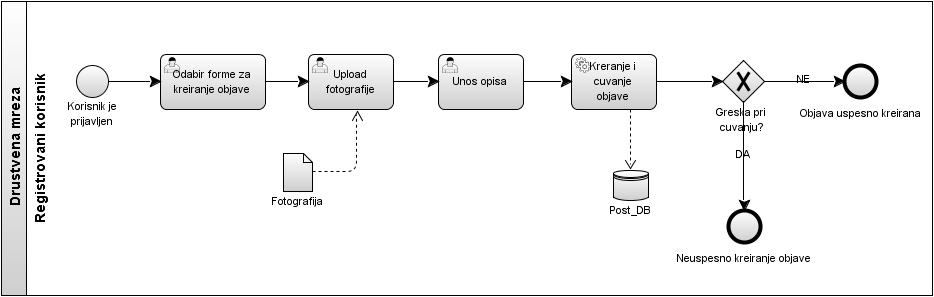 Drustvena mreza
Registrovani korisnik
Korisnik je
prijavljen
Odabir forme za
kreiranje objave
Upload
fotografije
Fotografija
Unos opisa
Kreranje i
cuvanje
objave
Post_DB
Greska pri
cuvanju?
NE
Objava uspesno kreirana
DA
Neuspesno kreiranje objave